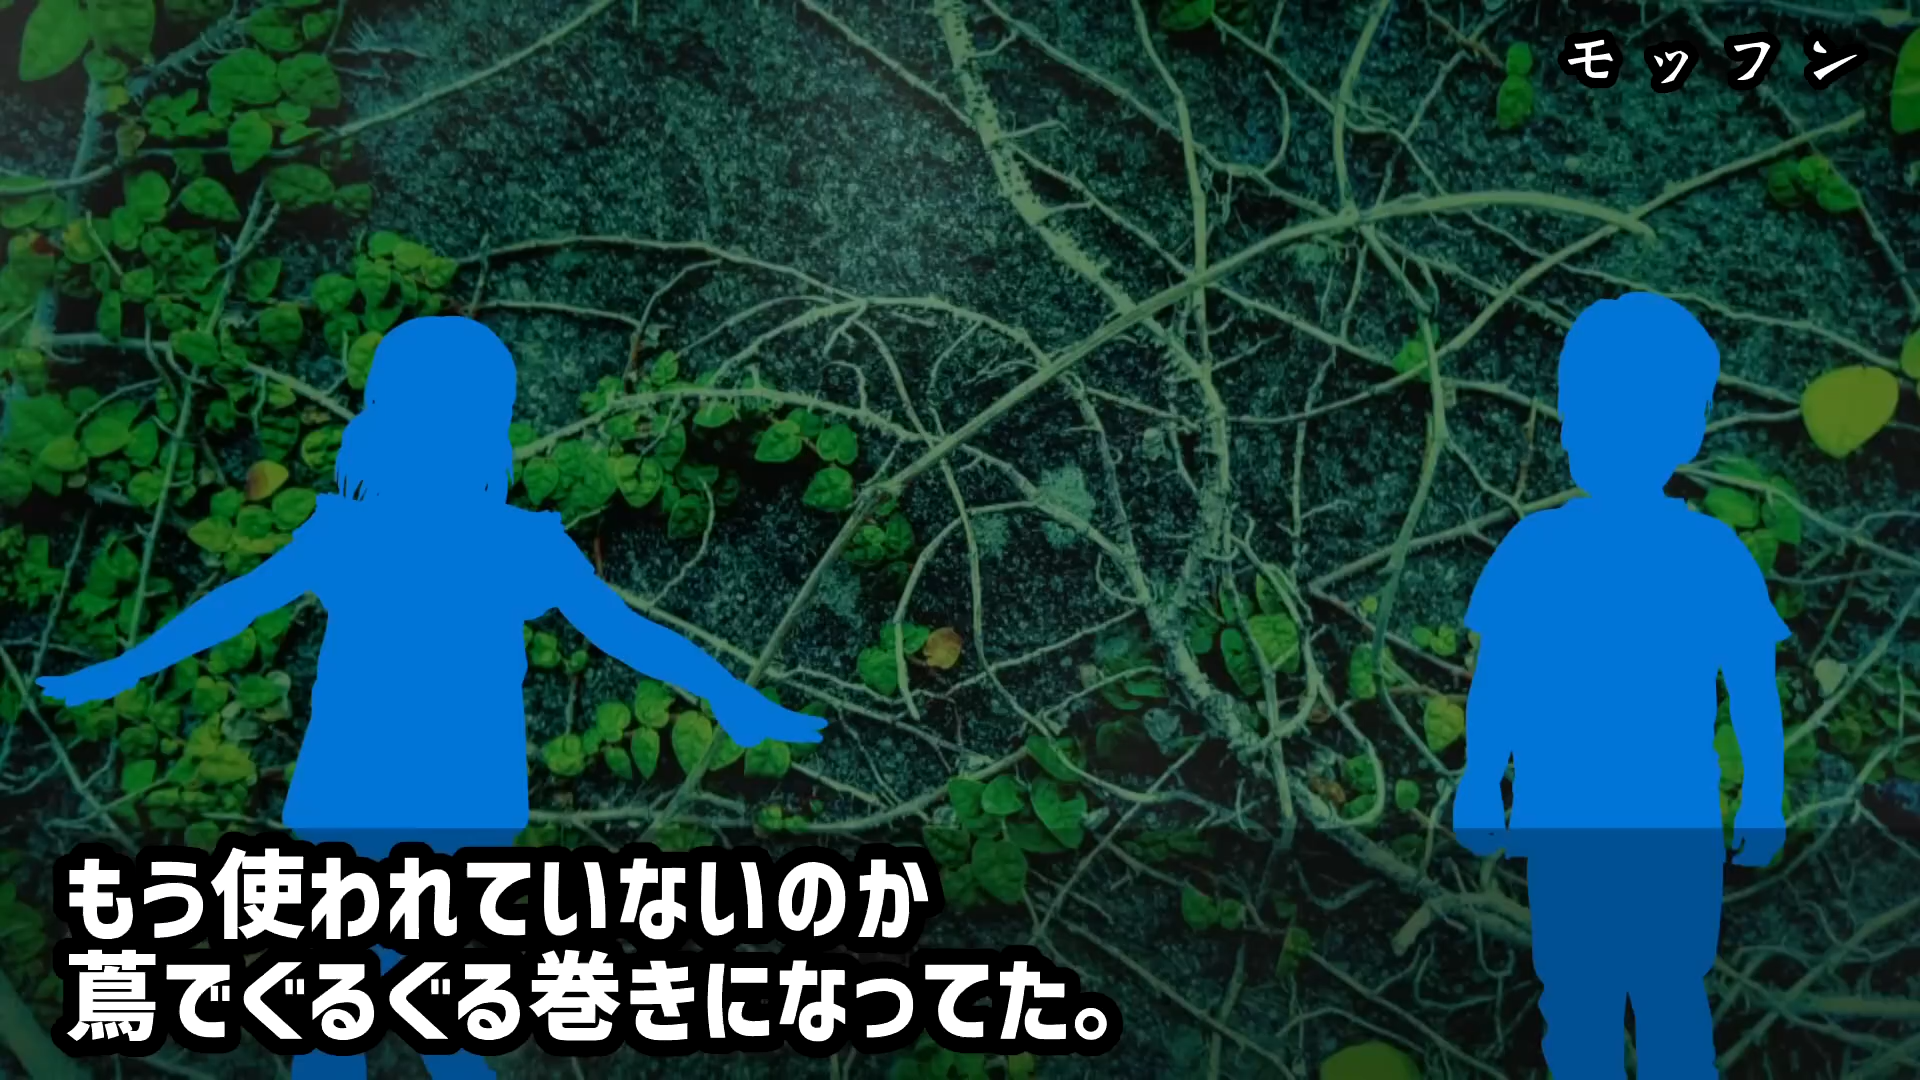 モッフン
もう使われていないのか
蔦でぐるぐる巻きになってた。